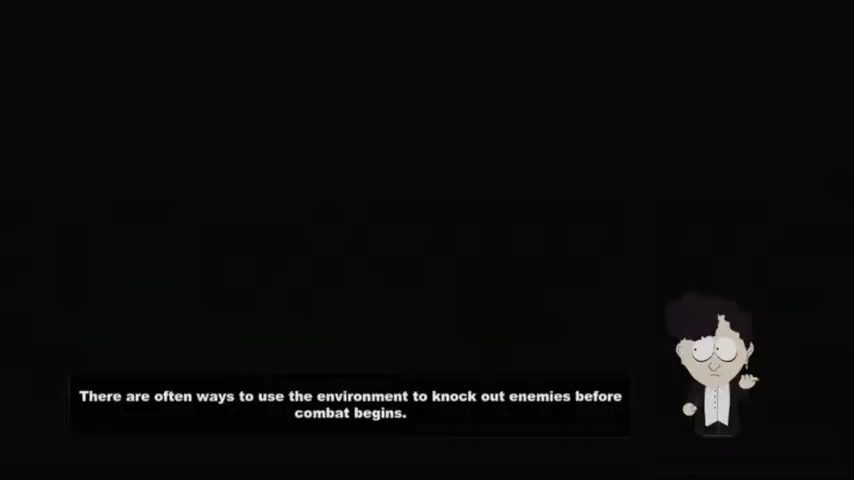 There are often ways to use the environment to knock out enemies before
combat begins.